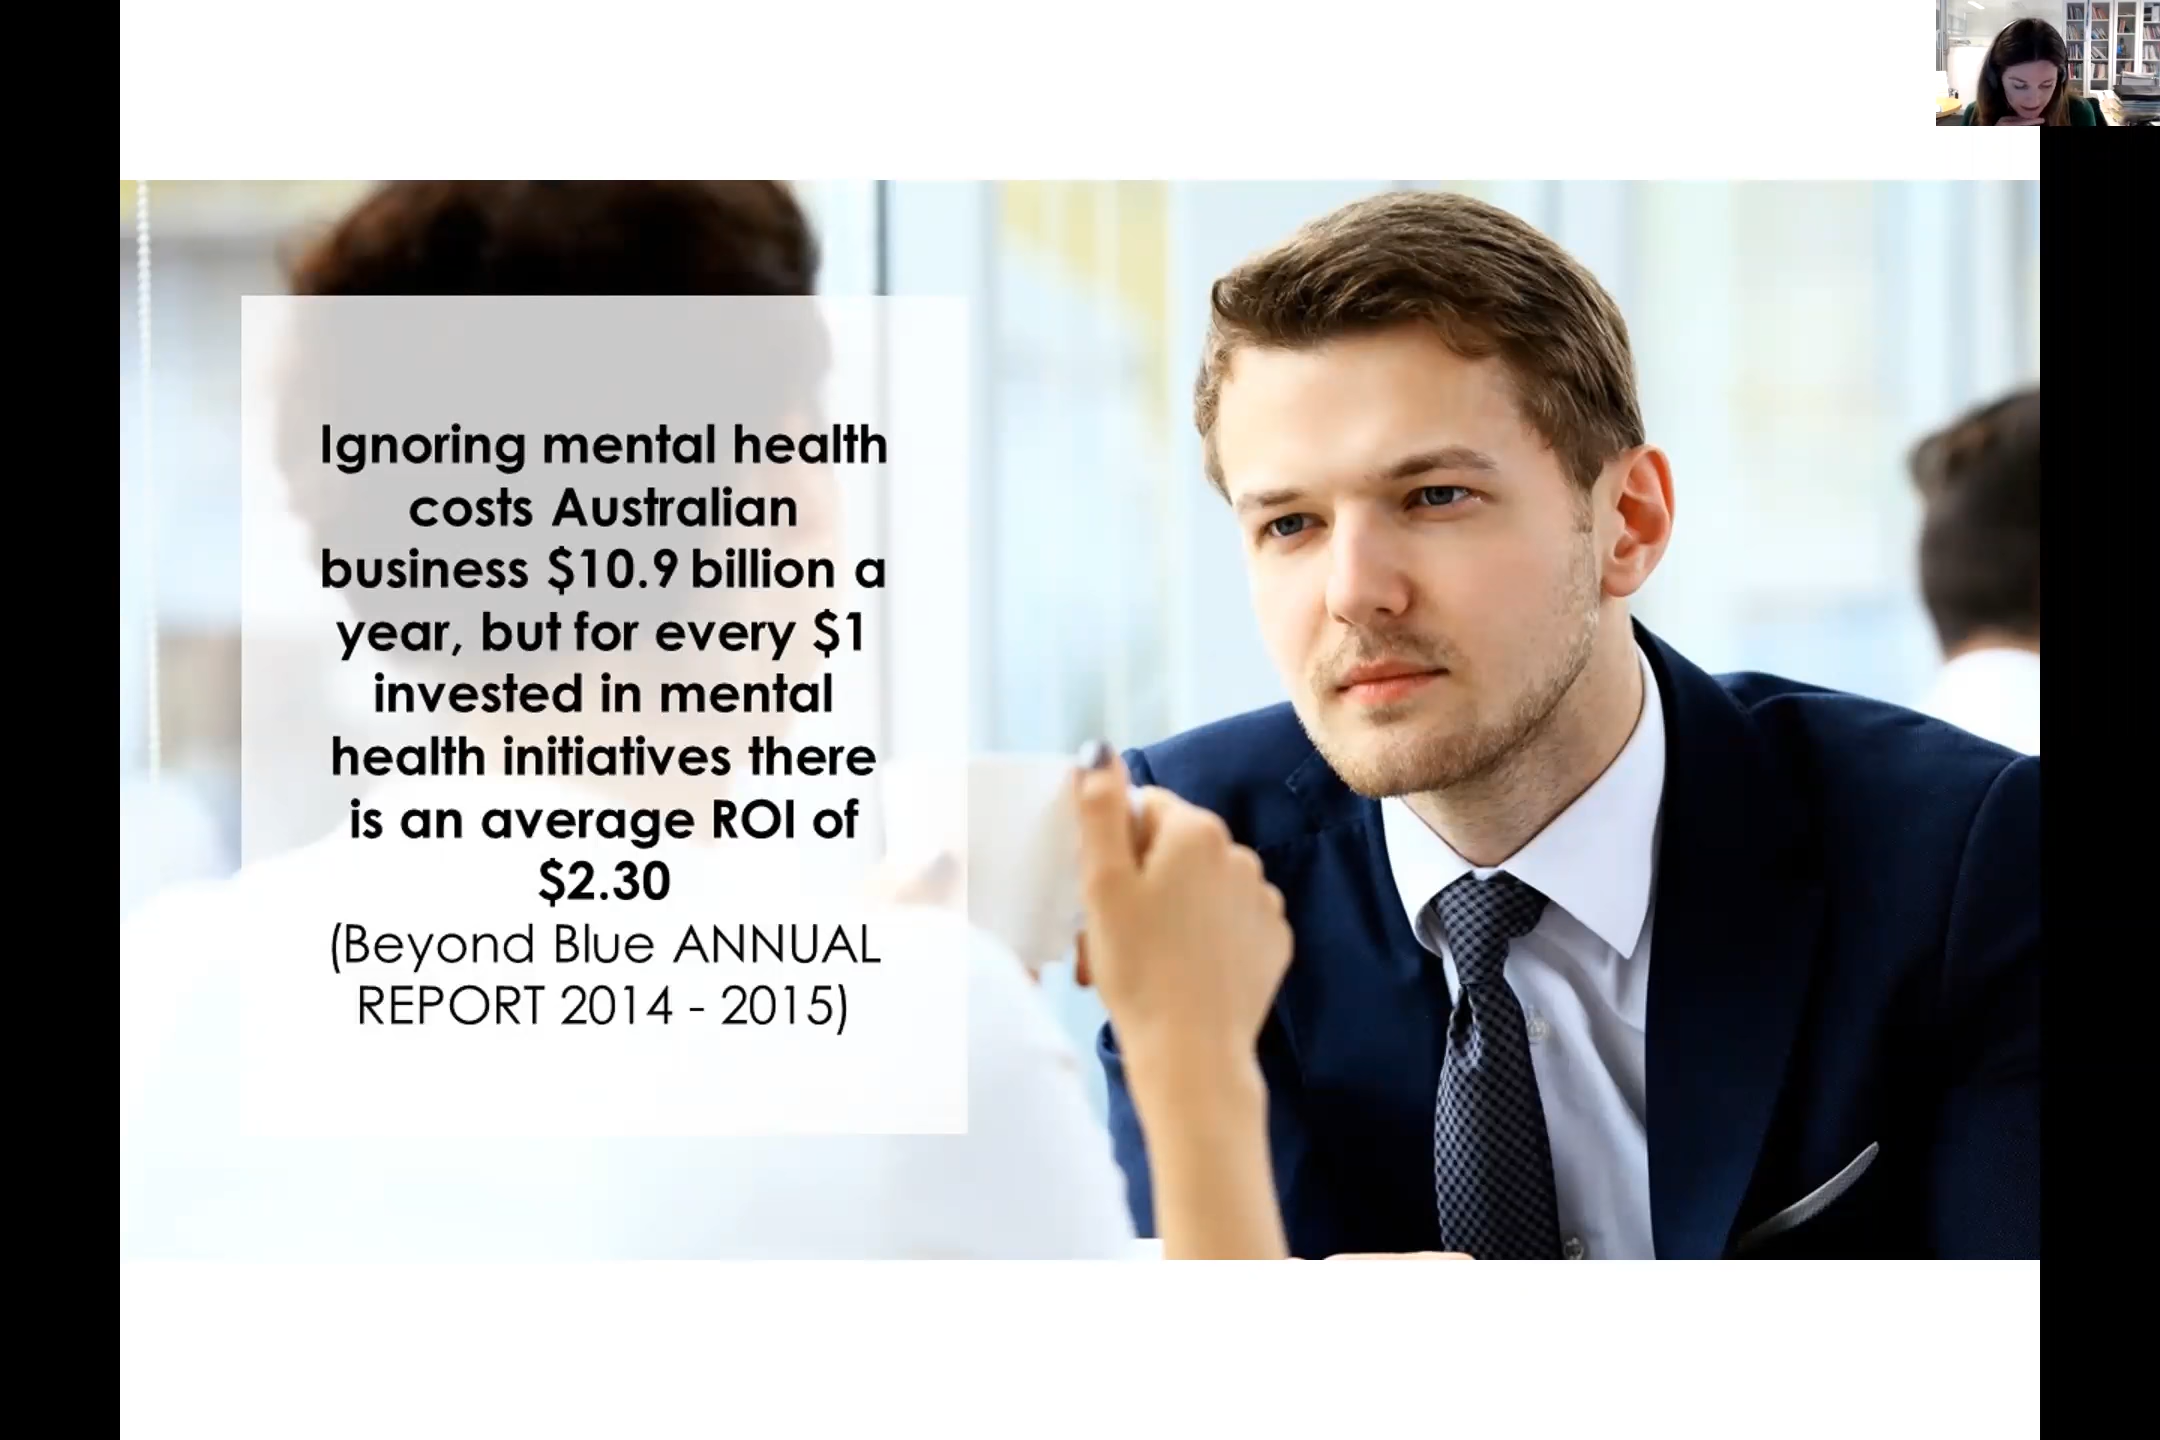 Ignoring mental health
costs Australian
business $10.9 billion a
year, but for every $1
invested in mental
health initiatives there
is an average ROI of
$2.30
(Beyond Blue ANNUAL
REPORT 2014 - 2015)